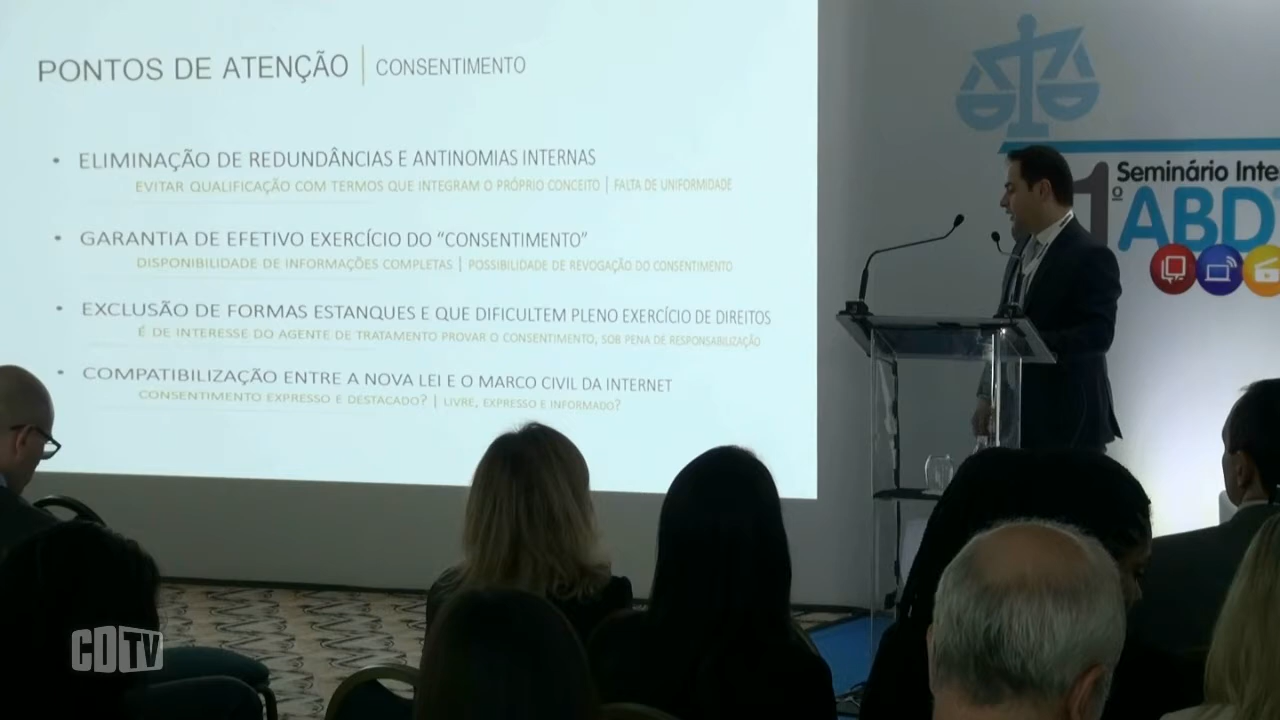 PONTOS DE ATENÇÃO | CONSENTIMENTO
• ELIMINAÇÃO DE REDUNDÂNCIAS E ANTINOMIAS INTERNAS
EVITAR QUALIFICAÇÃO COM TERMOS QUE INTEGRAM O PRÓPRIO CONCEITO | FALTA DE UNIFORMIDADE
• GARANTIA DE EFETIVO EXERCÍCIO DO “CONSENTIMENTO”
DISPONIBILIDADE DE INFORMAÇÕES COMPLETAS | POSSIBILIDADE DE REVOGAÇÃO DO CONSENTIMENTO
• EXCLUSÃO DE FORMAS ESTANQUES E QUE DIFICULTEM PLENO EXERCÍCIO DE DIREITOS
É DE INTERESSE DO AGENTE DE TRATAMENTO PROVAR O CONSENTIMENTO, SOB PENA DE RESPONSABILIZAÇÃO
• COMPATIBILIZAÇÃO ENTRE A NOVA LEI E O MARCO CIVIL DA INTERNET
CONSENTIMENTO EXPRESSO E DESTACADO? | LIVRE, EXPRESSO E INFORMADO?
1º Seminário Inte
ABD
CDTV